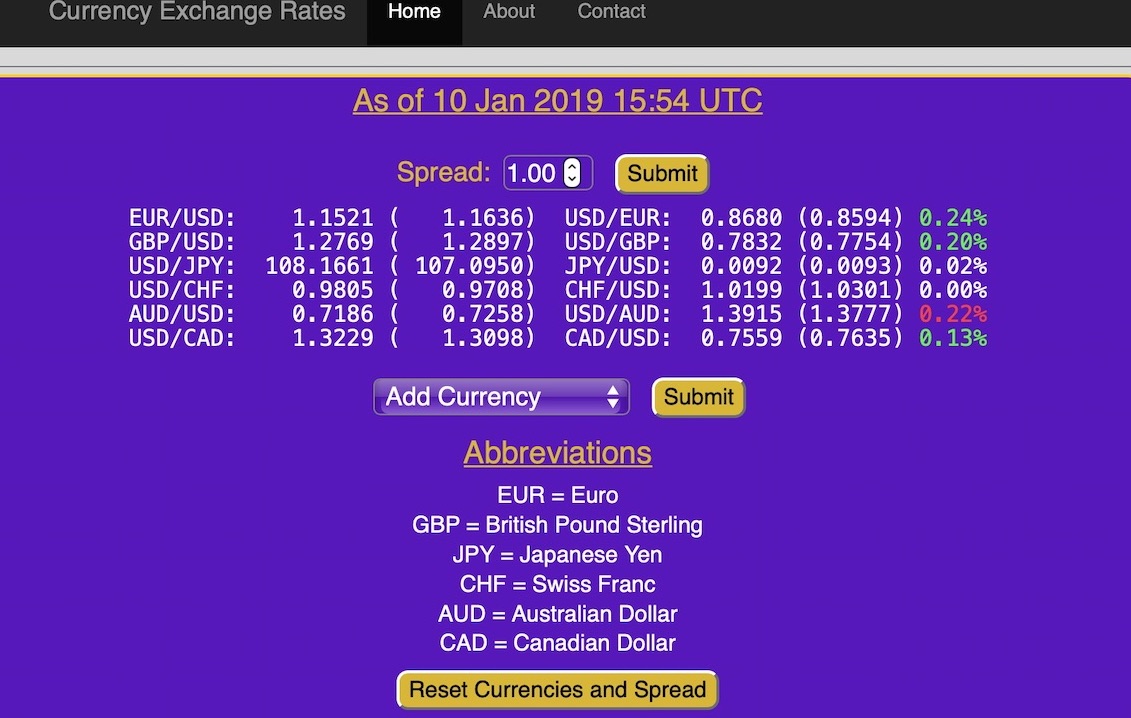 Currency Exchange Rates Home About Contact
As of 10 Jan 2019 15:54 UTC
Spread: 1.00 Submit
EUR/USD: 1.1521 ( 1.1636) USD/EUR: 0.8680 (0.8594) 0.24%
GBP/USD: 1.2769 ( 1.2897) USD/GBP: 0.7832 (0.7754) 0.20%
USD/JPY: 108.1661 ( 107.0950) JPY/USD: 0.0092 (0.0093) 0.02%
USD/CHF: 0.9805 ( 0.9708) CHF/USD: 1.0199 (1.0301) 0.00%
AUD/USD: 0.7186 ( 0.7258) USD/AUD: 1.3915 (1.3777) 0.22%
USD/CAD: 1.3229 ( 1.3098) CAD/USD: 0.7559 (0.7635) 0.13%
Add Currency Submit
Abbreviations
EUR = Euro
GBP = British Pound Sterling
JPY = Japanese Yen
CHF = Swiss Franc
AUD = Australian Dollar
CAD = Canadian Dollar
Reset Currencies and Spread